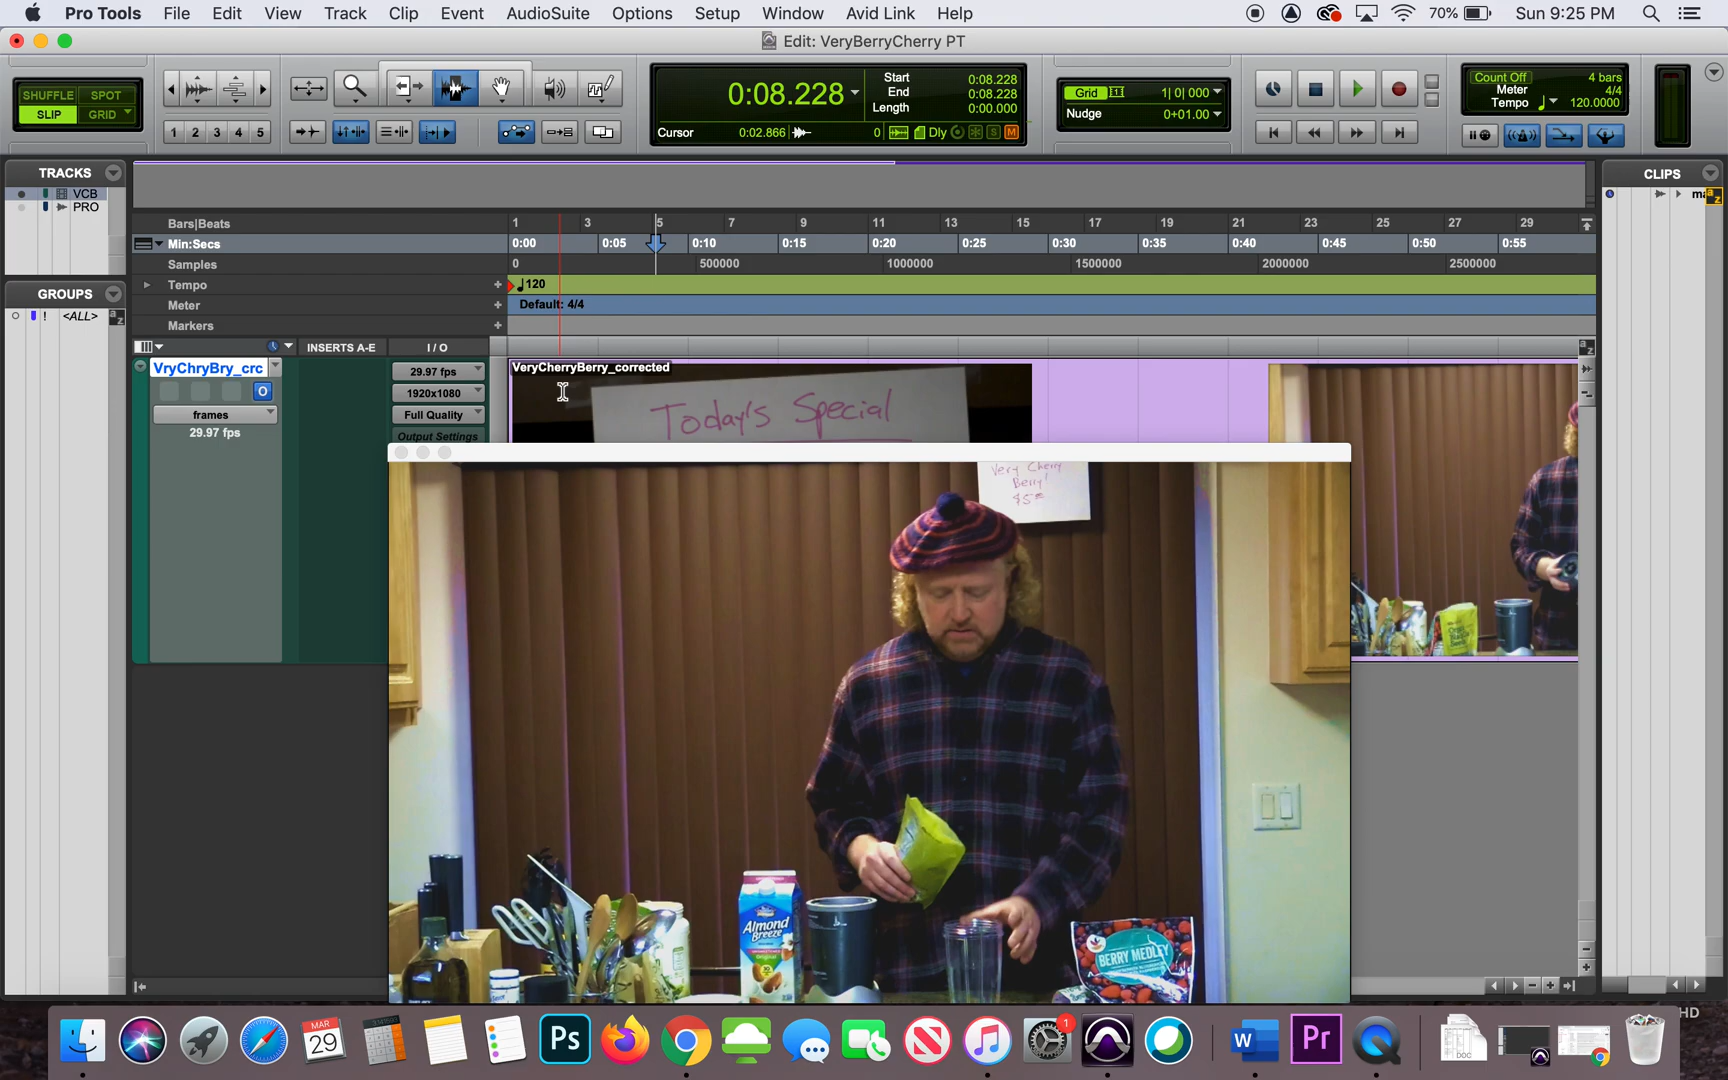 Pro Tools File Edit View Track Clip Event AudioSuite Options Setup Window Avid Link Help 70% Sun 9:25 PM
Edit: VeryBerryCherry PT
SHUFFLE SPOT
SLIP GRID
1 2 3 4 5
0:08.228
Start 0:08.228
End 0:08.228
Length 0:00.000
Cursor 0:02.866 0 Dly S M
Grid 1| 0| 000
Nudge 0+01.00
Count Off 4 bars
Meter 4/4
Tempo 120.0000
TRACKS
VCB
PRO
GROUPS
! <ALL> a z
CLIPS
ma a z
Bars|Beats 1 3 5 7 9 11 13 15 17 19 21 23 25 27 29
Min:Secs 0:00 0:05 0:10 0:15 0:20 0:25 0:30 0:35 0:40 0:45 0:50 0:55
Samples 0 500000 1000000 1500000 2000000 2500000
Tempo + 120
Meter + Default: 4/4
Markers +
INSERTS A-E I / O
VryChryBry_crc
O
frames
29.97 fps
29.97 fps
1920x1080
Full Quality
Output Settings
VeryCherryBerry_corrected
Today's Special
Very Cherry
Berry!
Almond
Breeze
Original
BERRY MEDLEY
MAR
29
Ps
1
W
Pr
DOC
HD